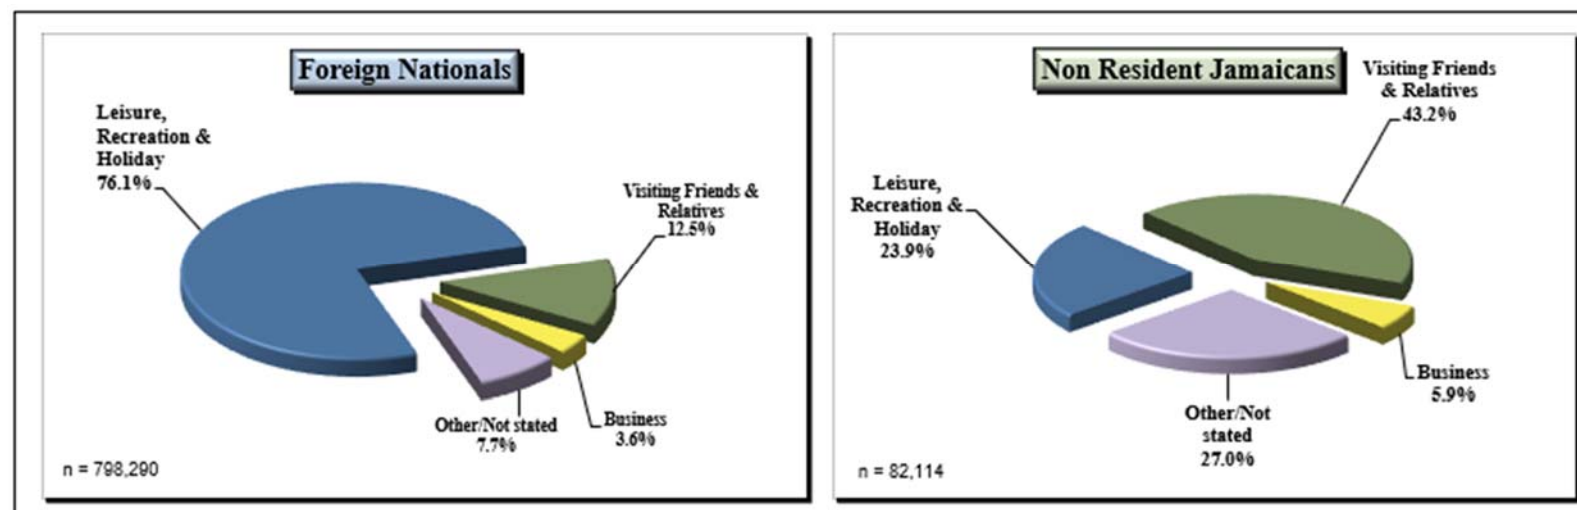 Foreign Nationals
Leisure,
Recreation &
Holiday
76.1%
Visiting Friends &
Relatives
12.5%
Other/Not stated
7.7%
Business
3.6%
n = 798,290
Non Resident Jamaicans
Visiting Friends
& Relatives
43.2%
Leisure,
Recreation &
Holiday
23.9%
Business
5.9%
Other/Not
stated
27.0%
n = 82,114